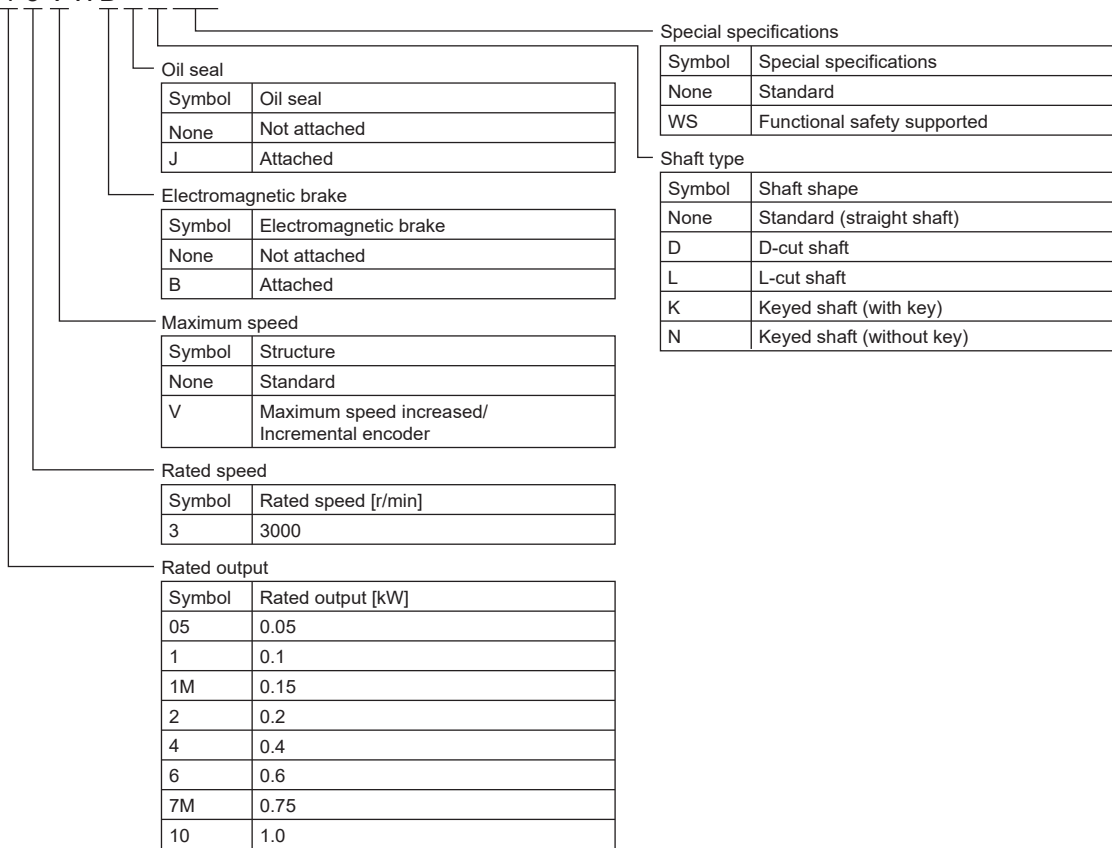 Special specifications
Symbol Special specifications
None Standard
WS Functional safety supported
Shaft type
Symbol Shaft shape
None Standard (straight shaft)
D D-cut shaft
L L-cut shaft
K Keyed shaft (with key)
N Keyed shaft (without key)
Oil seal
Symbol Oil seal
None Not attached
J Attached
Electromagnetic brake
Symbol Electromagnetic brake
None Not attached
B Attached
Maximum speed
Symbol Structure
None Standard
V Maximum speed increased/
Incremental encoder
Rated speed
Symbol Rated speed [r/min]
3 3000
Rated output
Symbol Rated output [kW]
05 0.05
1 0.1
1M 0.15
2 0.2
4 0.4
6 0.6
7M 0.75
10 1.0